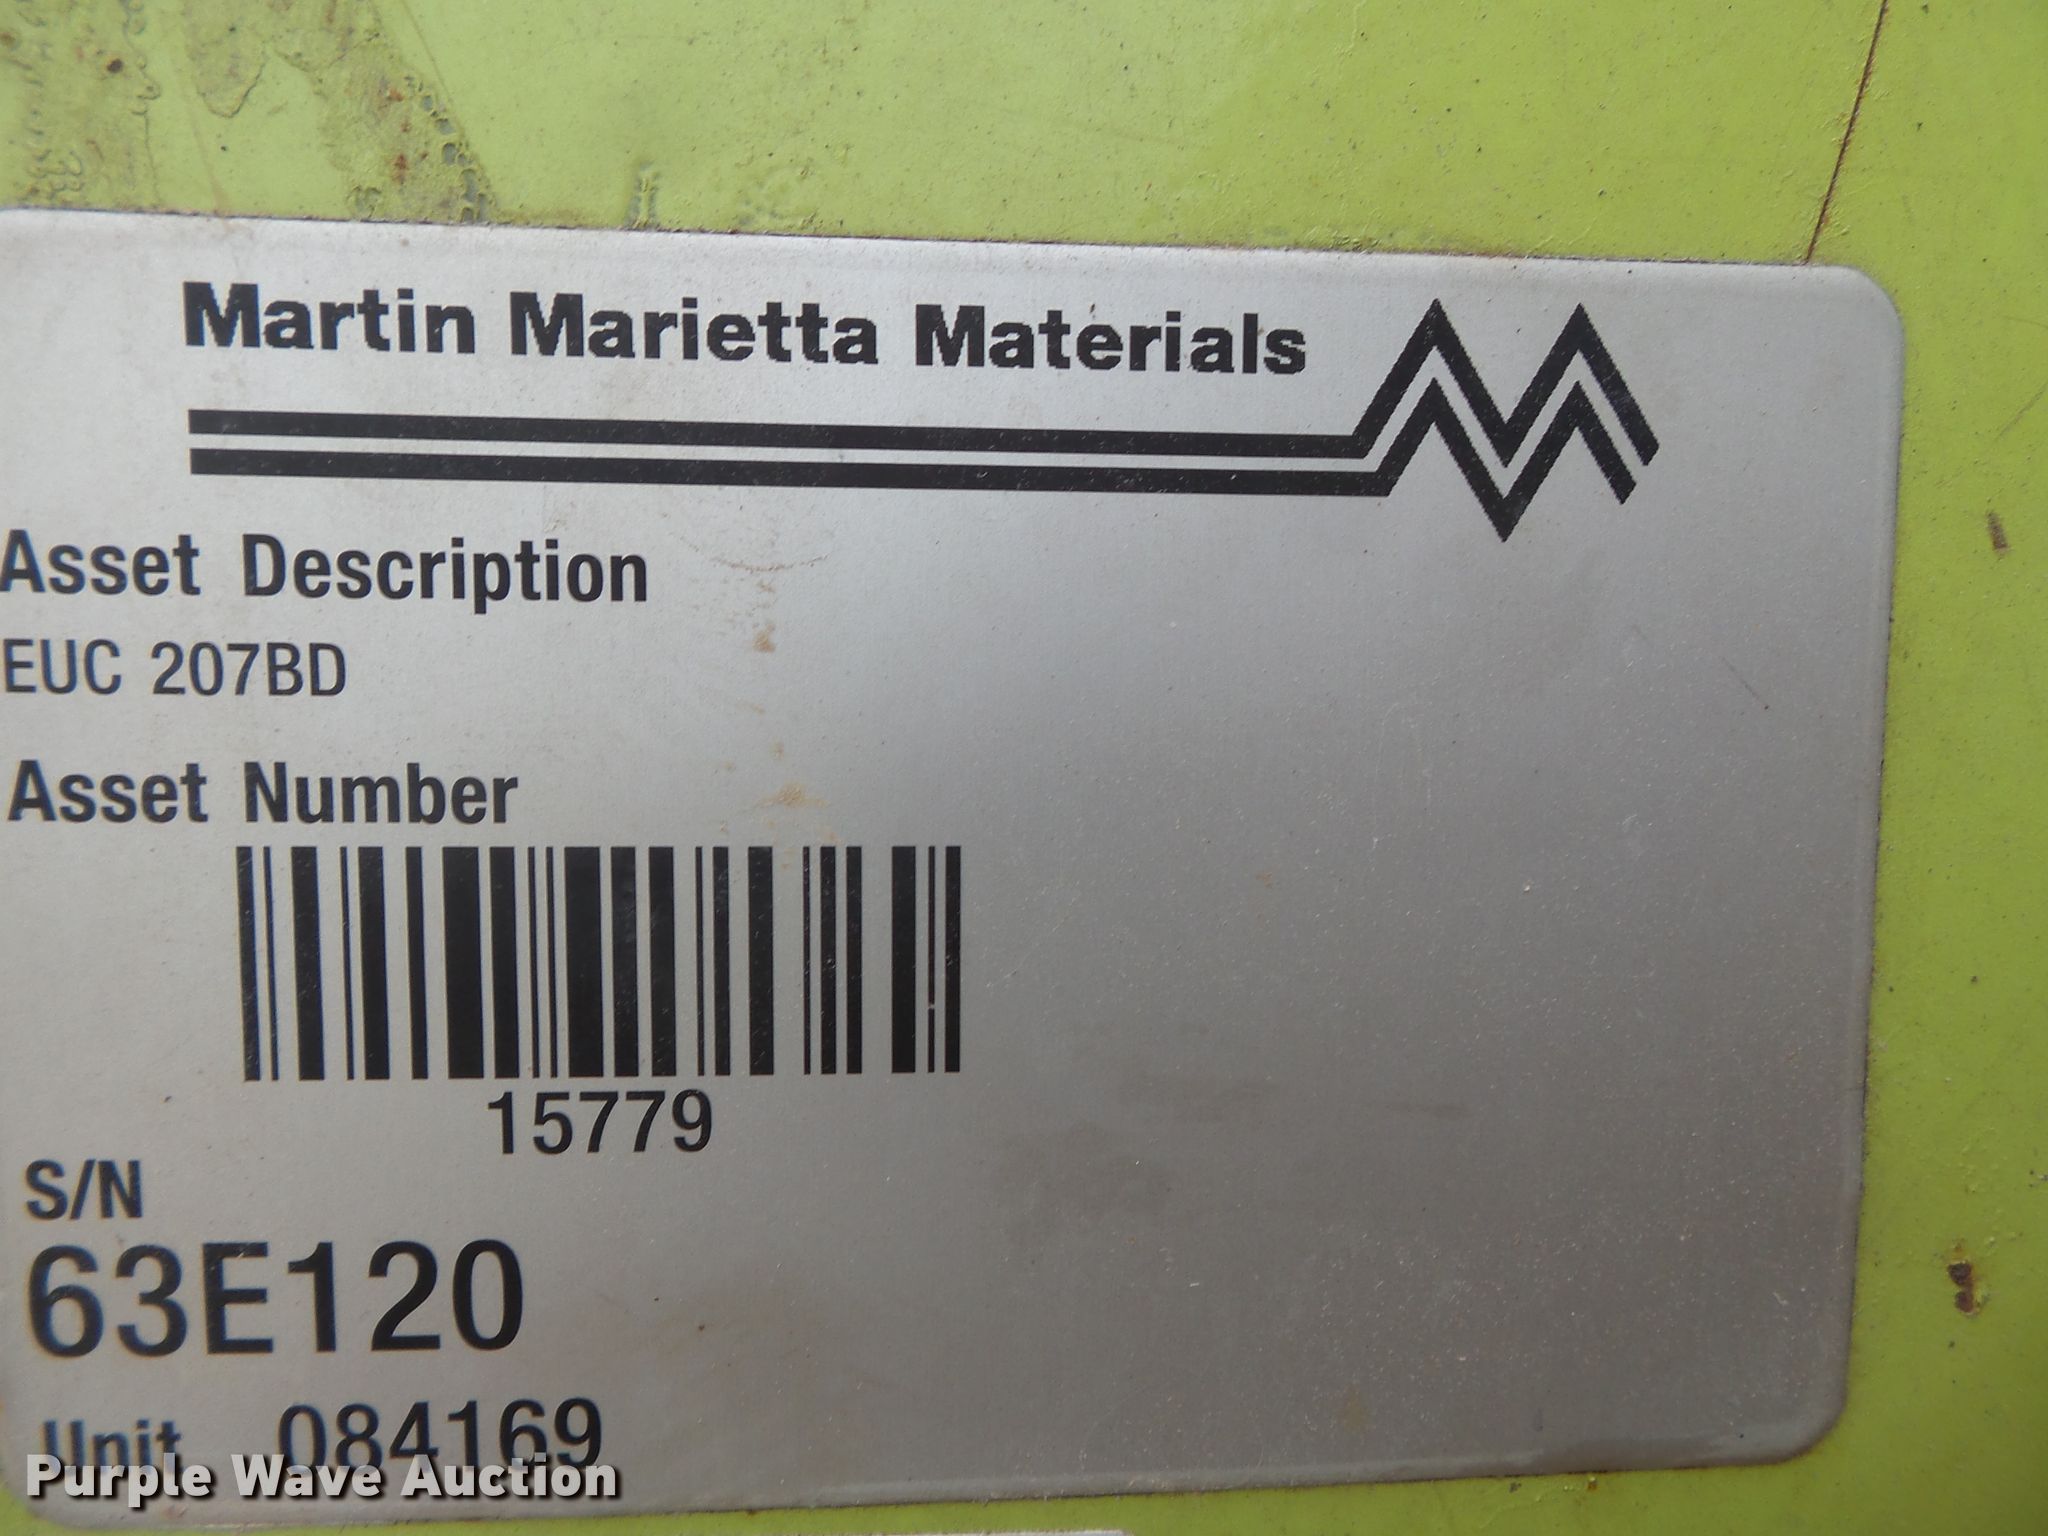 Martin Marietta Materials
Asset Description
EUC 207BD
Asset Number
15779
S/N
63E120
Unit 084169
Purple Wave Auction